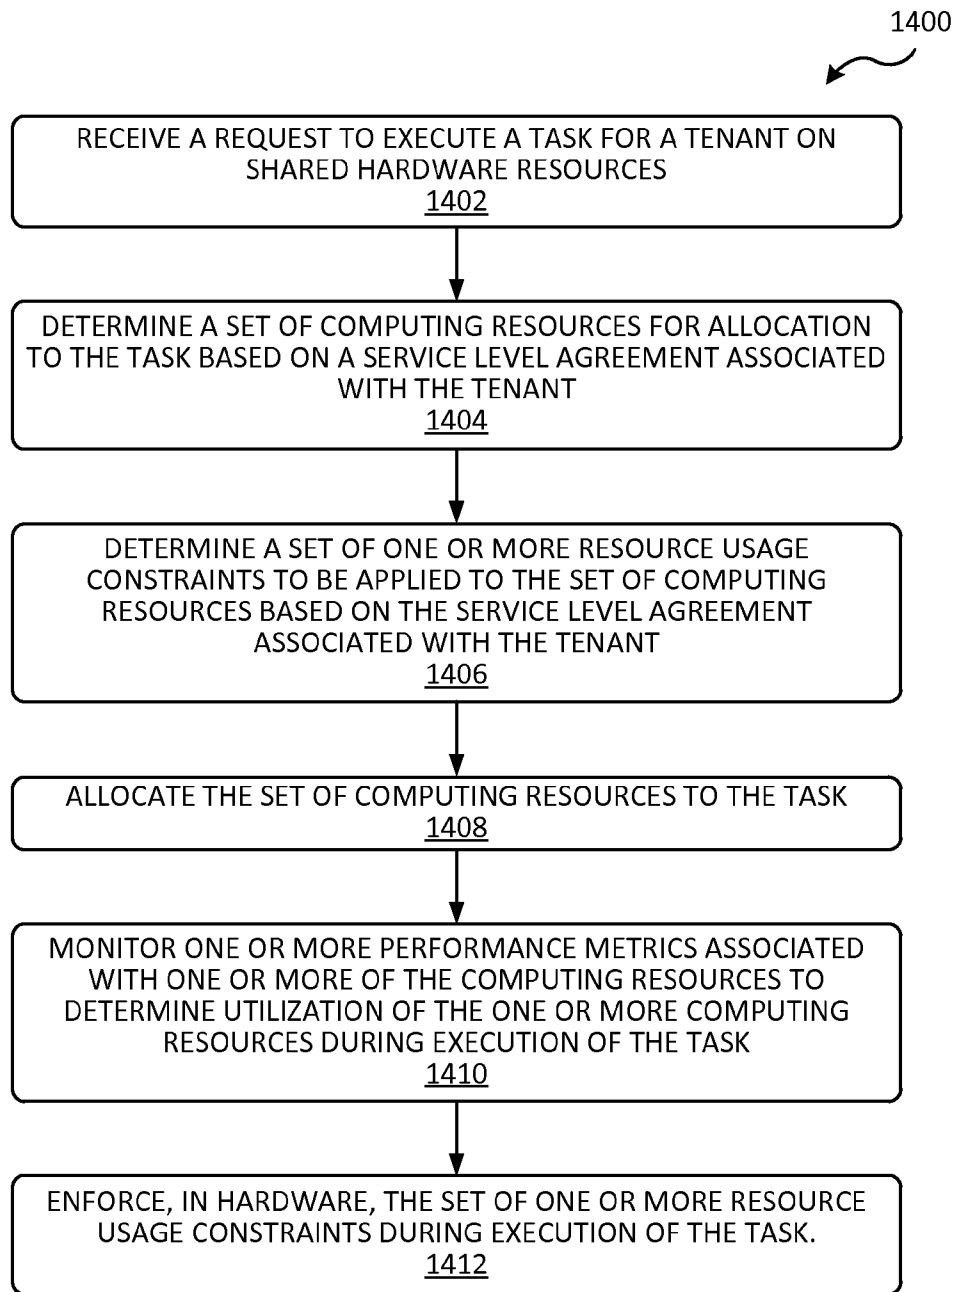 1400
RECEIVE A REQUEST TO EXECUTE A TASK FOR A TENANT ON
SHARED HARDWARE RESOURCES
1402
DETERMINE A SET OF COMPUTING RESOURCES FOR ALLOCATION
TO THE TASK BASED ON A SERVICE LEVEL AGREEMENT ASSOCIATED
WITH THE TENANT
1404
DETERMINE A SET OF ONE OR MORE RESOURCE USAGE
CONSTRAINTS TO BE APPLIED TO THE SET OF COMPUTING
RESOURCES BASED ON THE SERVICE LEVEL AGREEMENT
ASSOCIATED WITH THE TENANT
1406
ALLOCATE THE SET OF COMPUTING RESOURCES TO THE TASK
1408
MONITOR ONE OR MORE PERFORMANCE METRICS ASSOCIATED
WITH ONE OR MORE OF THE COMPUTING RESOURCES TO
DETERMINE UTILIZATION OF THE ONE OR MORE COMPUTING
RESOURCES DURING EXECUTION OF THE TASK
1410
ENFORCE, IN HARDWARE, THE SET OF ONE OR MORE RESOURCE
USAGE CONSTRAINTS DURING EXECUTION OF THE TASK.
1412